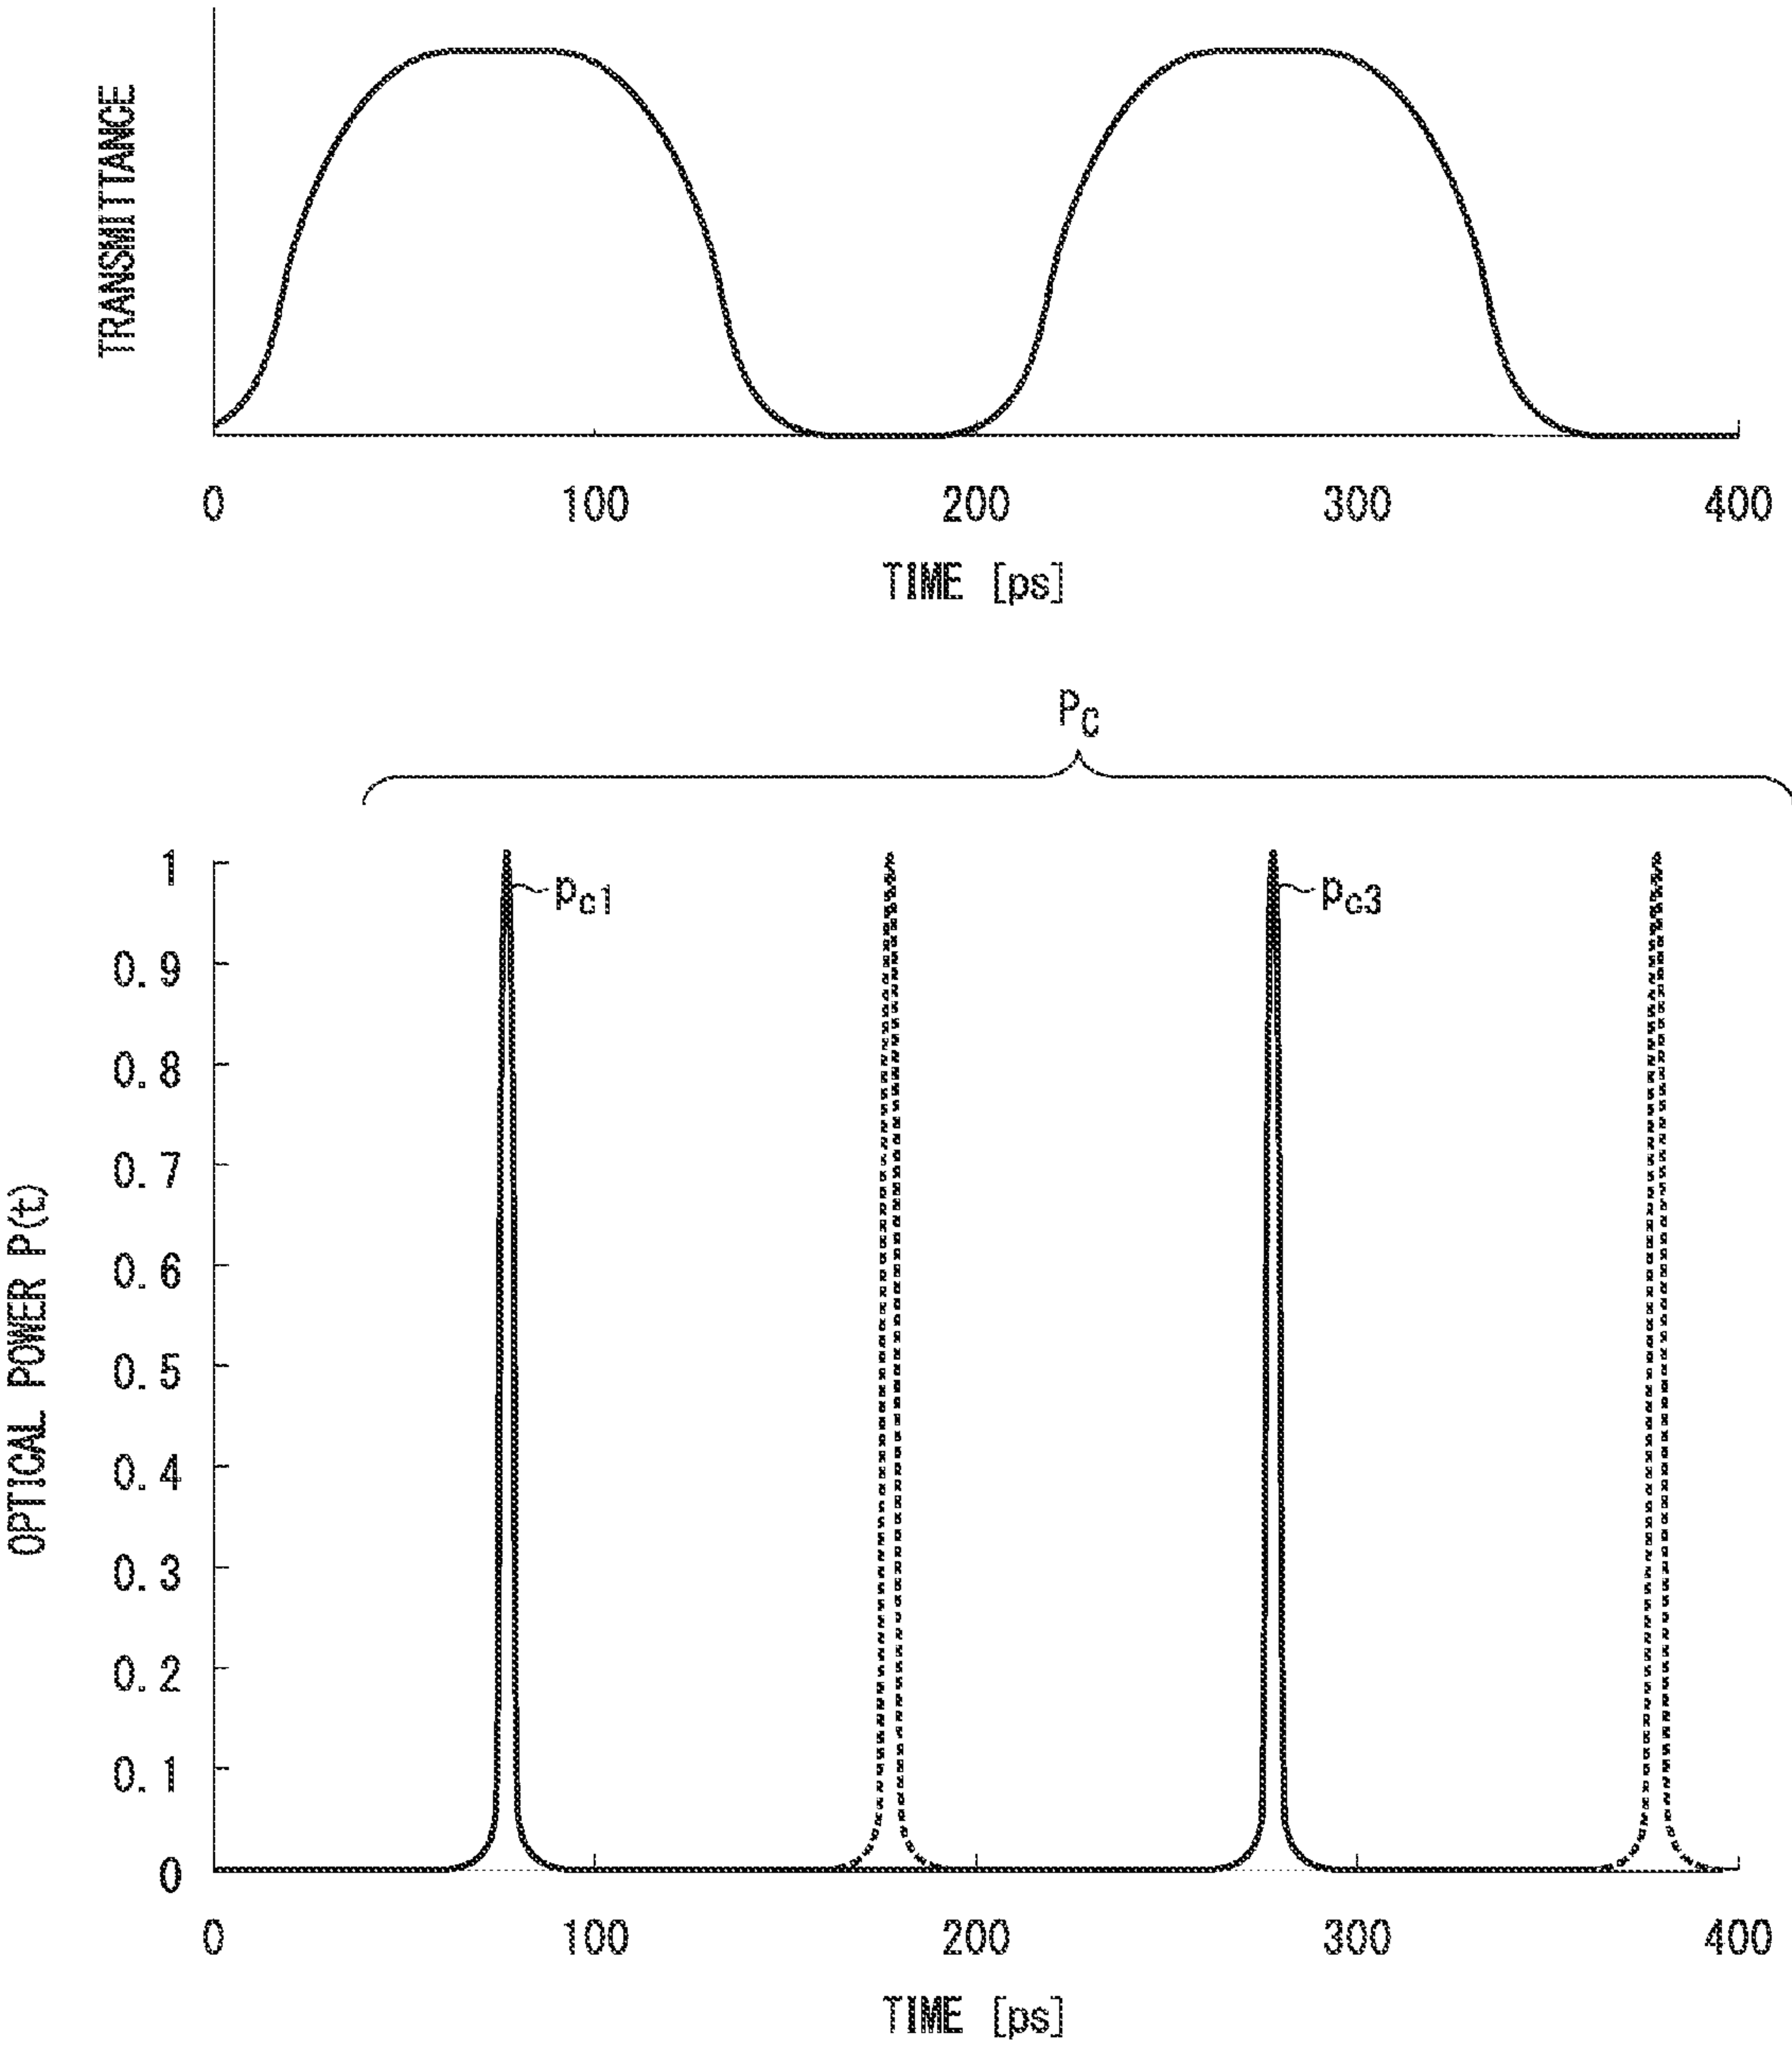 TRANSMITTANCE
0 100 200 300 400
TIME [ps]
PC
1
pc1
pc3
0.9
0.8
0.7
0.6
0.5
0.4
0.3
0.2
0.1
0
OPTICAL POWER P(t)
0 100 200 300 400
TIME [ps]